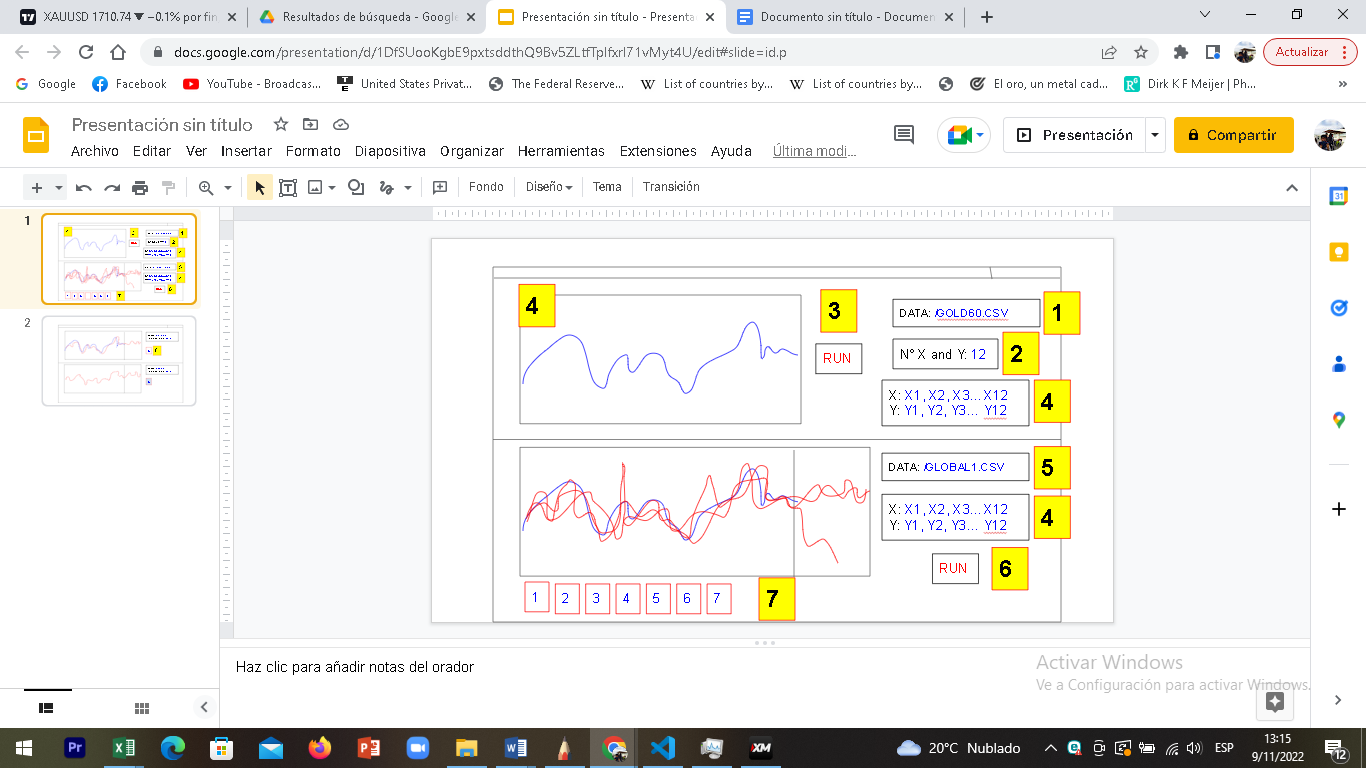 XAUUSD 1710.74 ▼ −0.1% por fin
Resultados de búsqueda - Google
Presentación sin título - Presenta
Documento sin título - Documen
docs.google.com/presentation/d/
/edit#slide=id.p
Actualizar
Google
Facebook
YouTube - Broadcas...
United States Privat...
The Federal Reserve...
List of countries by...
List of countries by...
El oro, un metal cad...
Dirk K F Meijer | Ph...
»
Presentación sin título
Archivo Editar Ver Insertar Formato Diapositiva Organizar Herramientas Extensiones Ayuda Última modi...
Presentación
Compartir
Fondo Diseño Tema Transición
31
1
2
4
3
RUN
DATA: /GOLD60.CSV
1
N° X and Y: 12
2
X: X1, X2, X3... X12
Y: Y1, Y2, Y3... Y12
4
DATA: /GLOBAL1.CSV
5
X: X1, X2, X3... X12
Y: Y1, Y2, Y3... Y12
4
RUN
6
1 2 3 4 5 6 7
7
Haz clic para añadir notas del orador
Activar Windows
Ve a Configuración para activar Windows.
20°C Nublado
ESP
13:15
9/11/2022
12